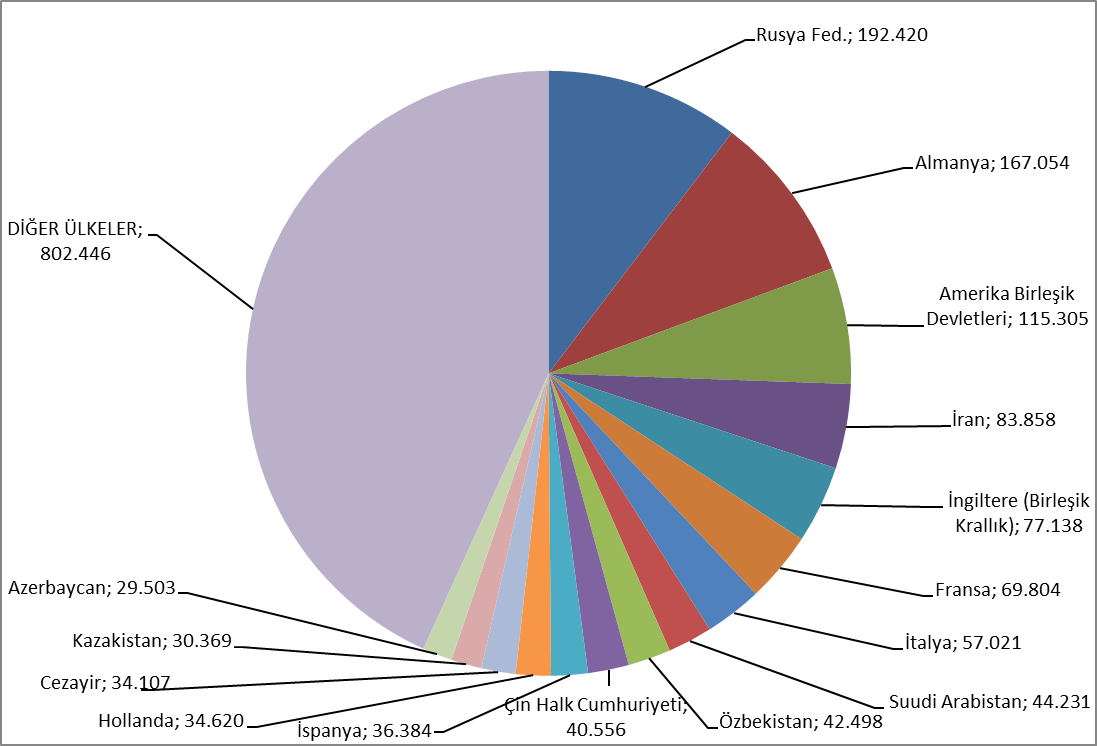 Rusya Fed.; 192.420
Almanya; 167.054
Amerika Birleşik
Devletleri; 115.305
İran; 83.858
İngiltere (Birleşik
Krallık); 77.138
Fransa; 69.804
İtalya; 57.021
Suudi Arabistan; 44.231
Özbekistan; 42.498
Çin Halk Cumhuriyeti;
40.556
İspanya; 36.384
Hollanda; 34.620
Cezayir; 34.107
Kazakistan; 30.369
Azerbaycan; 29.503
DİĞER ÜLKELER;
802.446